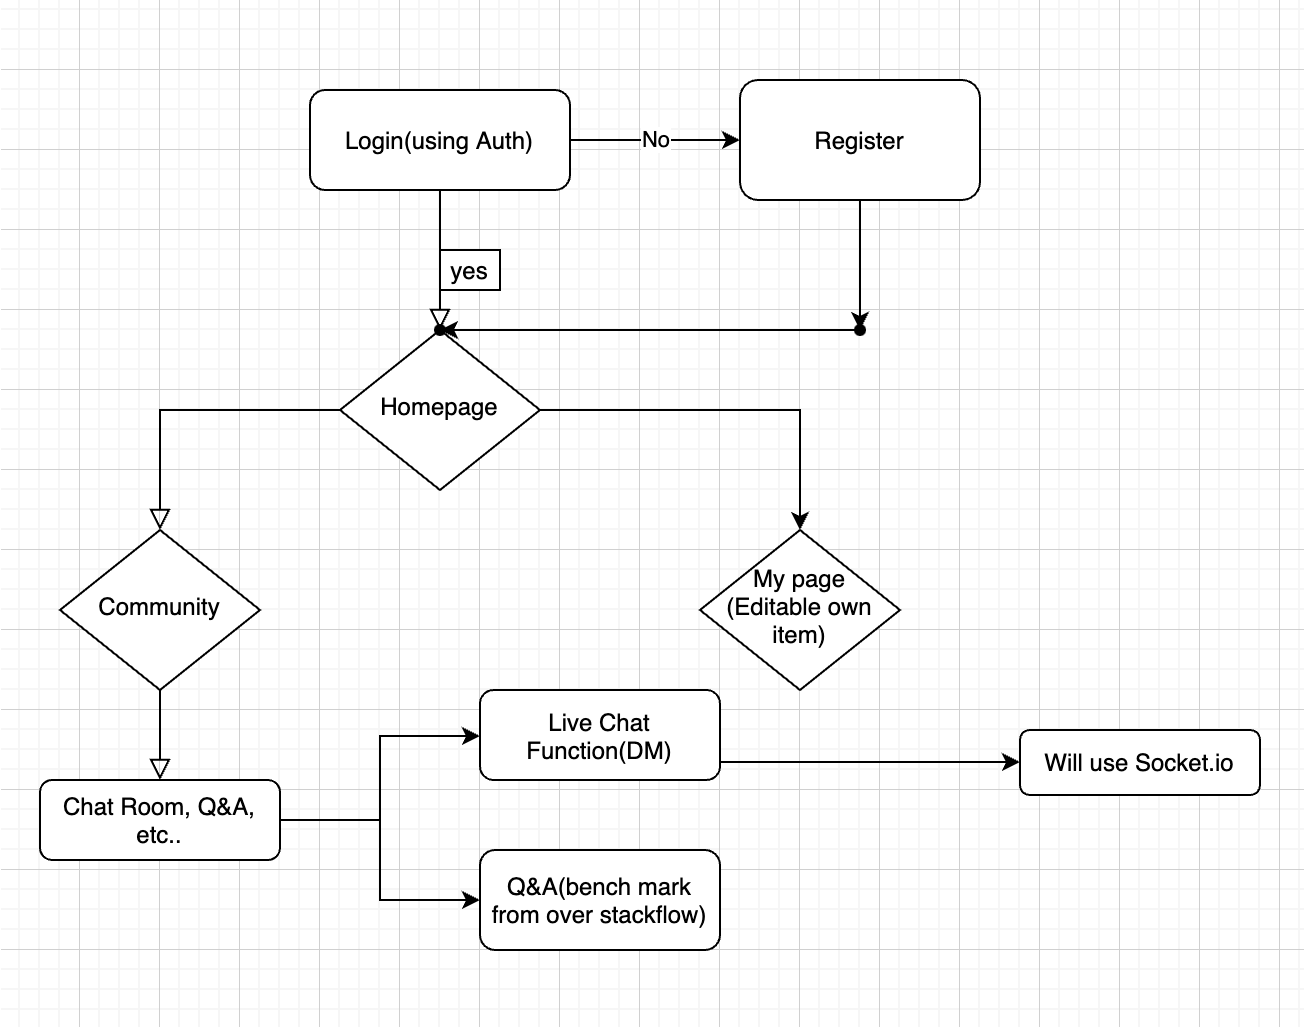 Login(using Auth)
No
Register
yes
Homepage
Community
My page
(Editable own
item)
Live Chat
Function(DM)
Will use Socket.io
Chat Room, Q&A,
etc..
Q&A(bench mark
from over stackflow)